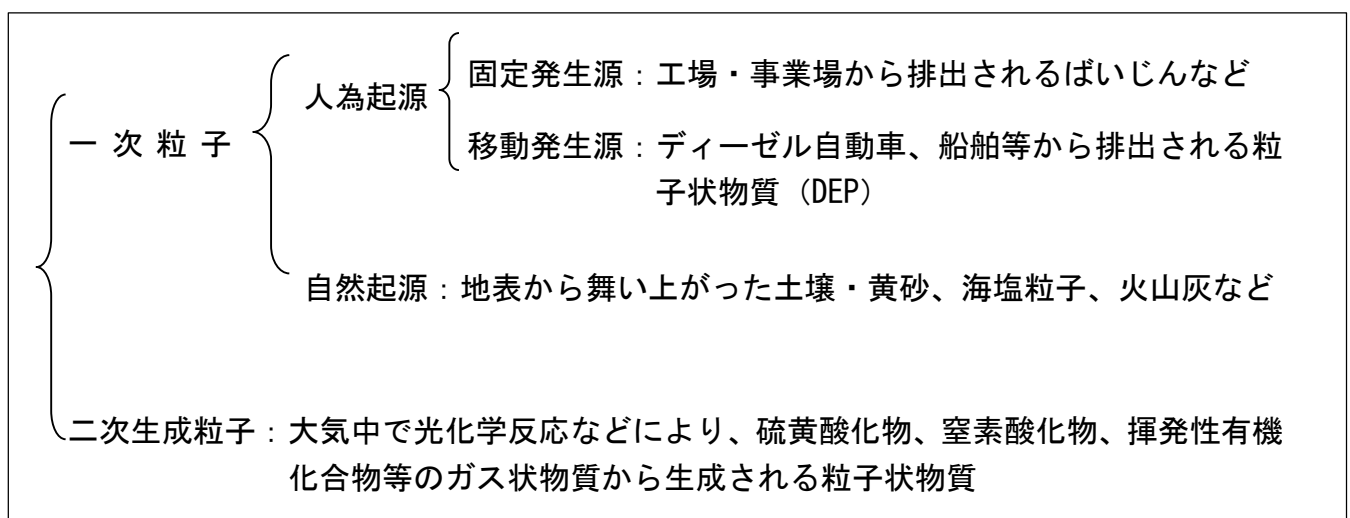 人為起源
固定発生源：工場・事業場から排出されるばいじんなど
一 次 粒 子
移動発生源：ディーゼル自動車、船舶等から排出される粒
子状物質（DEP）
自然起源：地表から舞い上がった土壌・黄砂、海塩粒子、火山灰など
二次生成粒子：大気中で光化学反応などにより、硫黄酸化物、窒素酸化物、揮発性有機
化合物等のガス状物質から生成される粒子状物質